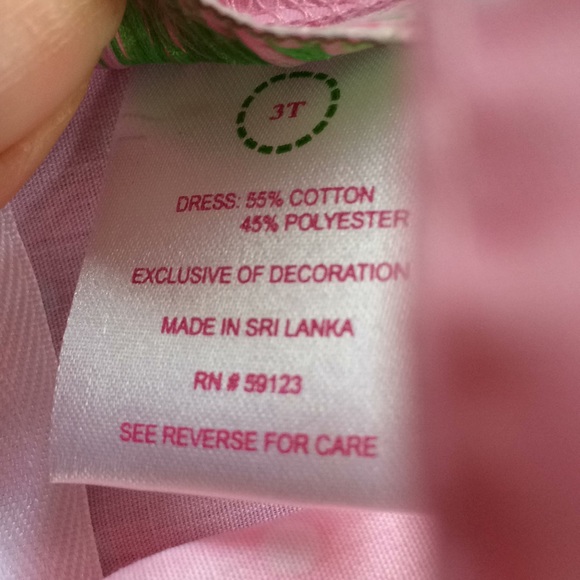 3T
DRESS: 55% COTTON
45% POLYESTER
EXCLUSIVE OF DECORATION
MADE IN SRI LANKA
RN # 59123
SEE REVERSE FOR CARE